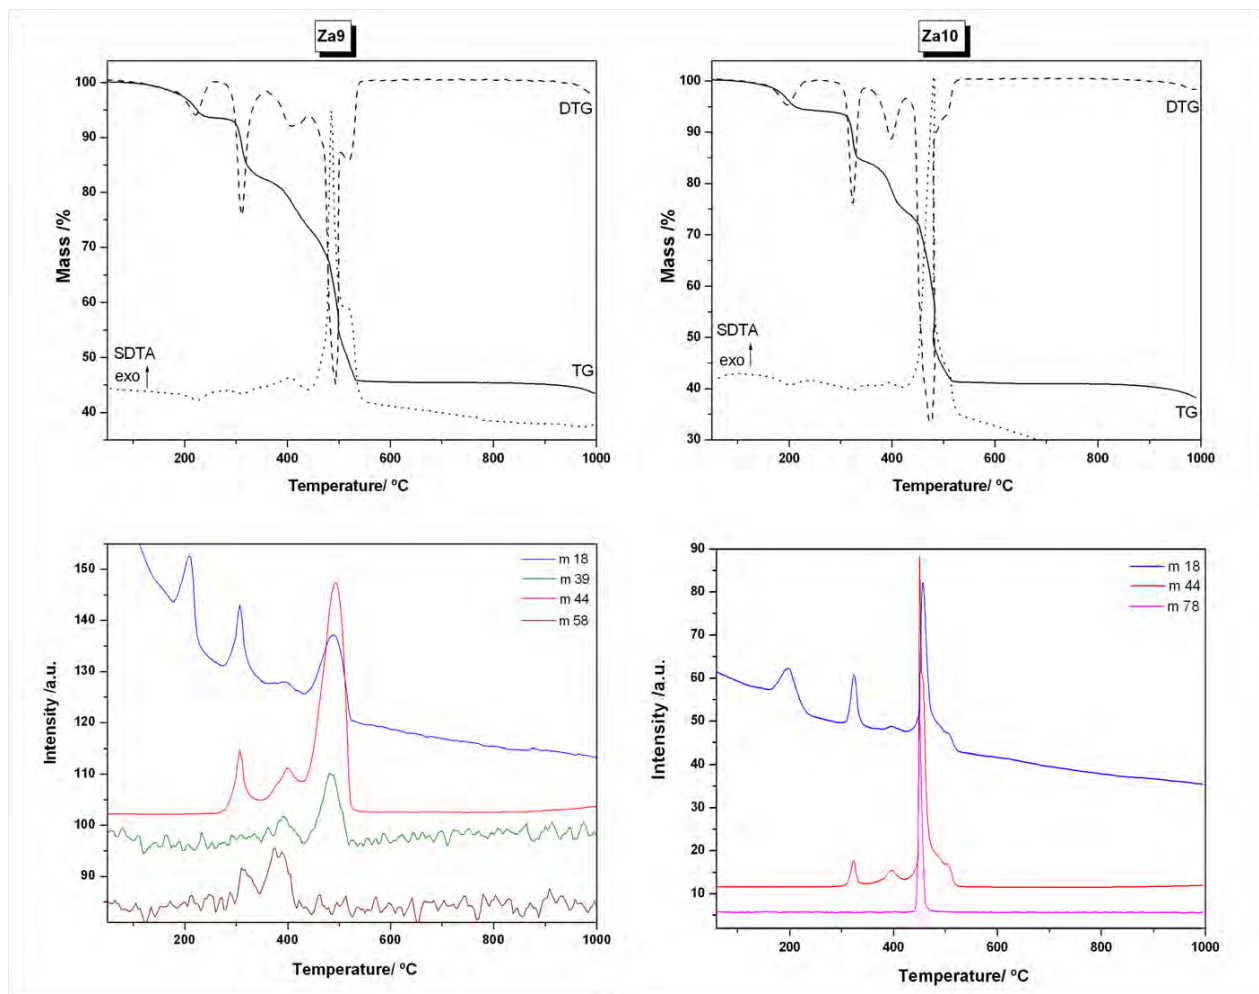 Za9
100
90
80
70
60
50
40
Mass /%
DTG
SDTA
exo
TG
200
400
600
800
1000
Temperature/ ºC
Za10
100
90
80
70
60
50
40
30
Mass /%
DTG
SDTA
exo
TG
200
400
600
800
1000
Temperature/ ºC
150
140
130
120
110
100
90
Intensity /a.u.
m 18
m 39
m 44
m 58
200
400
600
800
1000
Temperature/ ºC
90
80
70
60
50
40
30
20
10
Intensity /a.u.
m 18
m 44
m 78
200
400
600
800
1000
Temperature/ ºC